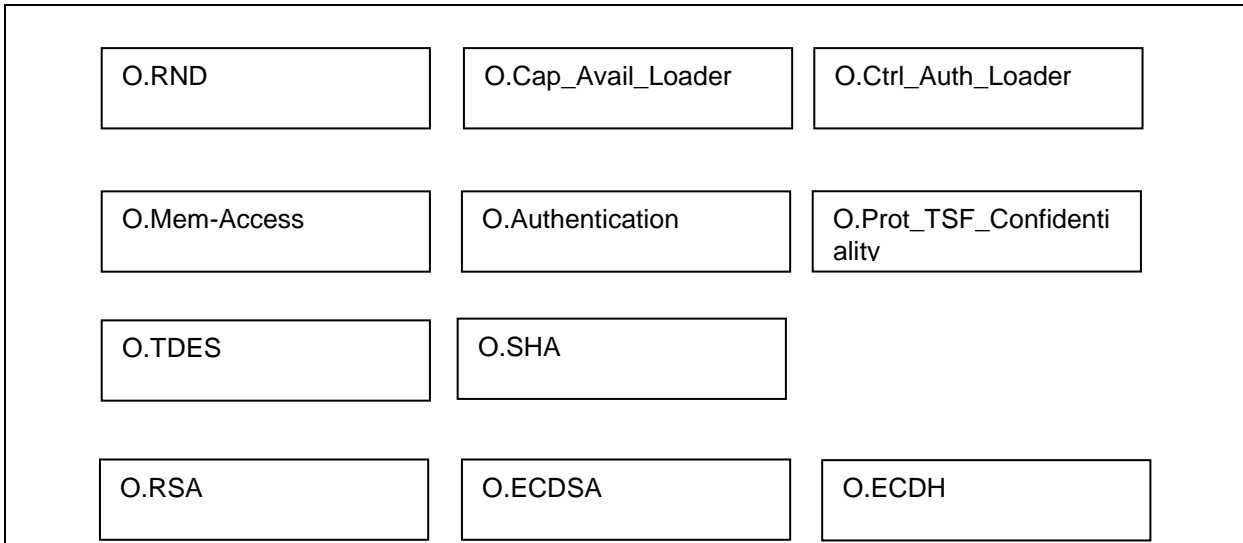 O.RND
O.Cap_Avail_Loader
O.Ctrl_Auth_Loader
O.Mem-Access
O.Authentication
O.Prot_TSF_Confidenti
ality
O.TDES
O.SHA
O.RSA
O.ECDSA
O.ECDH